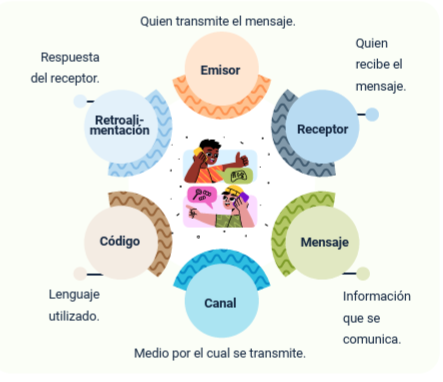 Quien transmite el mensaje.
Emisor
Quien
recibe el
mensaje.
Receptor
Mensaje
Información
que se
comunica.
Canal
Medio por el cual se transmite.
Código
Lenguaje
utilizado.
Retroali-
mentación
Respuesta
del receptor.